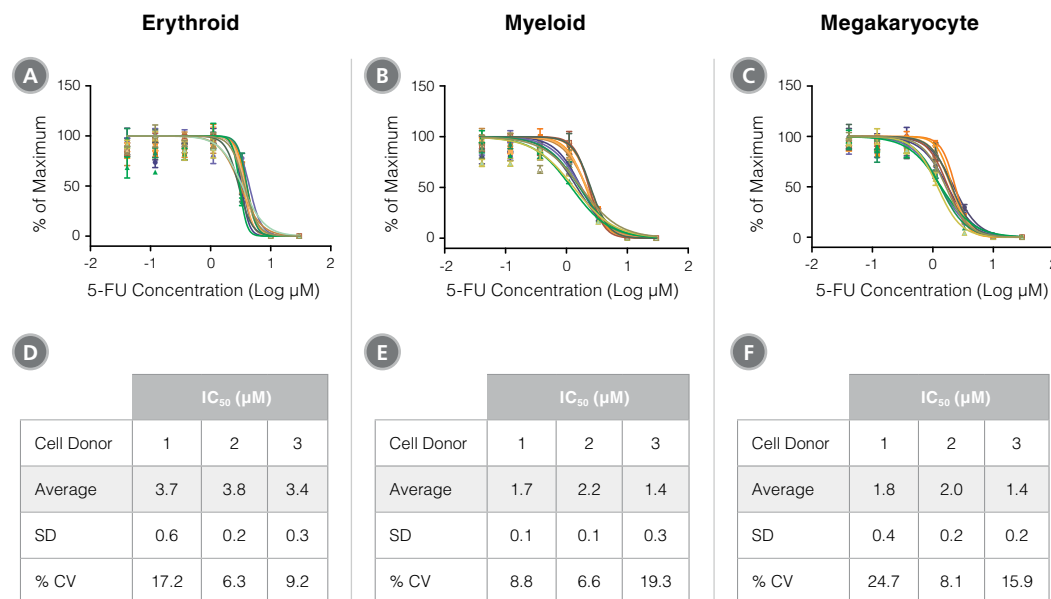 Erythroid
Myeloid
Megakaryocyte
A
150
100
50
0
-2
-1
0
1
2
% of Maximum
5-FU Concentration (Log µM)
B
150
100
50
0
-2
-1
0
1
2
% of Maximum
5-FU Concentration (Log µM)
C
150
100
50
0
-2
-1
0
1
2
% of Maximum
5-FU Concentration (Log µM)
D
IC50 (µM)
Cell Donor 1 2 3
Average 3.7 3.8 3.4
SD 0.6 0.2 0.3
% CV 17.2 6.3 9.2
E
IC50 (µM)
Cell Donor 1 2 3
Average 1.7 2.2 1.4
SD 0.1 0.1 0.3
% CV 8.8 6.6 19.3
F
IC50 (µM)
Cell Donor 1 2 3
Average 1.8 2.0 1.4
SD 0.4 0.2 0.2
% CV 24.7 8.1 15.9